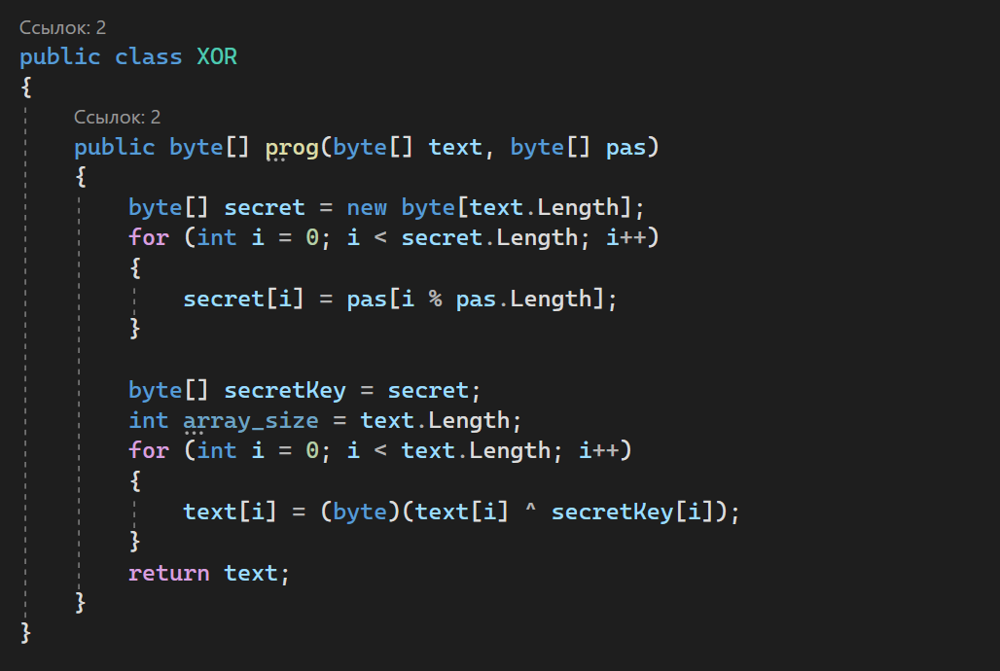 Ссылок: 2
public class XOR
{
Ссылок: 2
public byte[] prog(byte[] text, byte[] pas)
{
byte[] secret = new byte[text.Length];
for (int i = 0; i < secret.Length; i++)
{
secret[i] = pas[i % pas.Length];
}
byte[] secretKey = secret;
int array_size = text.Length;
for (int i = 0; i < text.Length; i++)
{
text[i] = (byte)(text[i] ^ secretKey[i]);
}
return text;
}
}